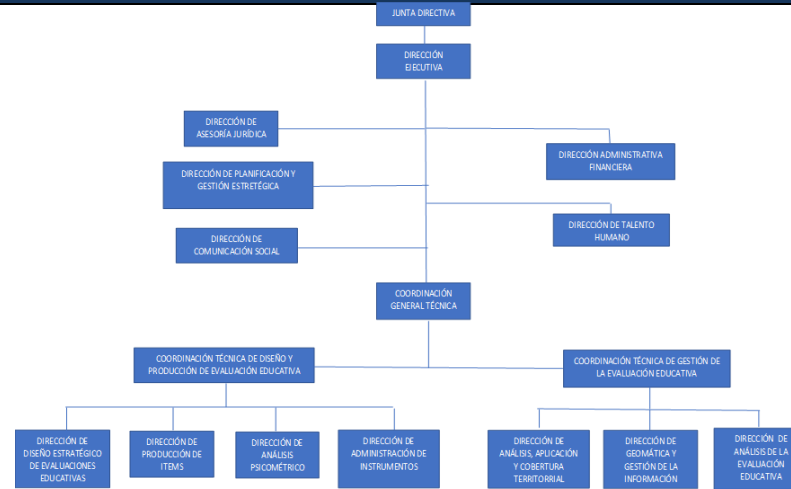 JUNTA DIRECTIVA
DIRECCIÓN
EJECUTIVA
DIRECCIÓN DE
ASESORÍA JURÍDICA
DIRECCIÓN ADMINISTRATIVA
FINANCIERA
DIRECCIÓN DE PLANIFICACIÓN Y
GESTIÓN ESTRETÉGICA
DIRECCIÓN DE TALENTO
HUMANO
DIRECCIÓN DE
COMUNICACIÓN SOCIAL
COORDINACIÓN
GENERAL TÉCNICA
COORDINACIÓN TÉCNICA DE DISEÑO Y
PRODUCCIÓN DE EVALUACIÓN EDUCATIVA
COORDINACIÓN TÉCNICA DE GESTIÓN DE
LA EVALUACIÓN EDUCATIVA
DIRECCIÓN DE
DISEÑO ESTRATÉGICO
DE EVALUACIONES
EDUCATIVAS
DIRECCIÓN DE
PRODUCCIÓN DE
ITEMS
DIRECCIÓN DE
ANÁLISIS
PSICOMÉTRICO
DIRECCIÓN DE
ADMINISTRACIÓN DE
INSTRUMENTOS
DIRECCIÓN DE
ANÁLISIS, APLICACIÓN
Y COBERTURA
TERRITORRIAL
DIRECCIÓN DE
GEOMÁTICA Y
GESTIÓN DE LA
INFORMACIÓN
DIRECCIÓN DE
ANÁLISIS DE LA
EVALUACIÓN
EDUCATIVA